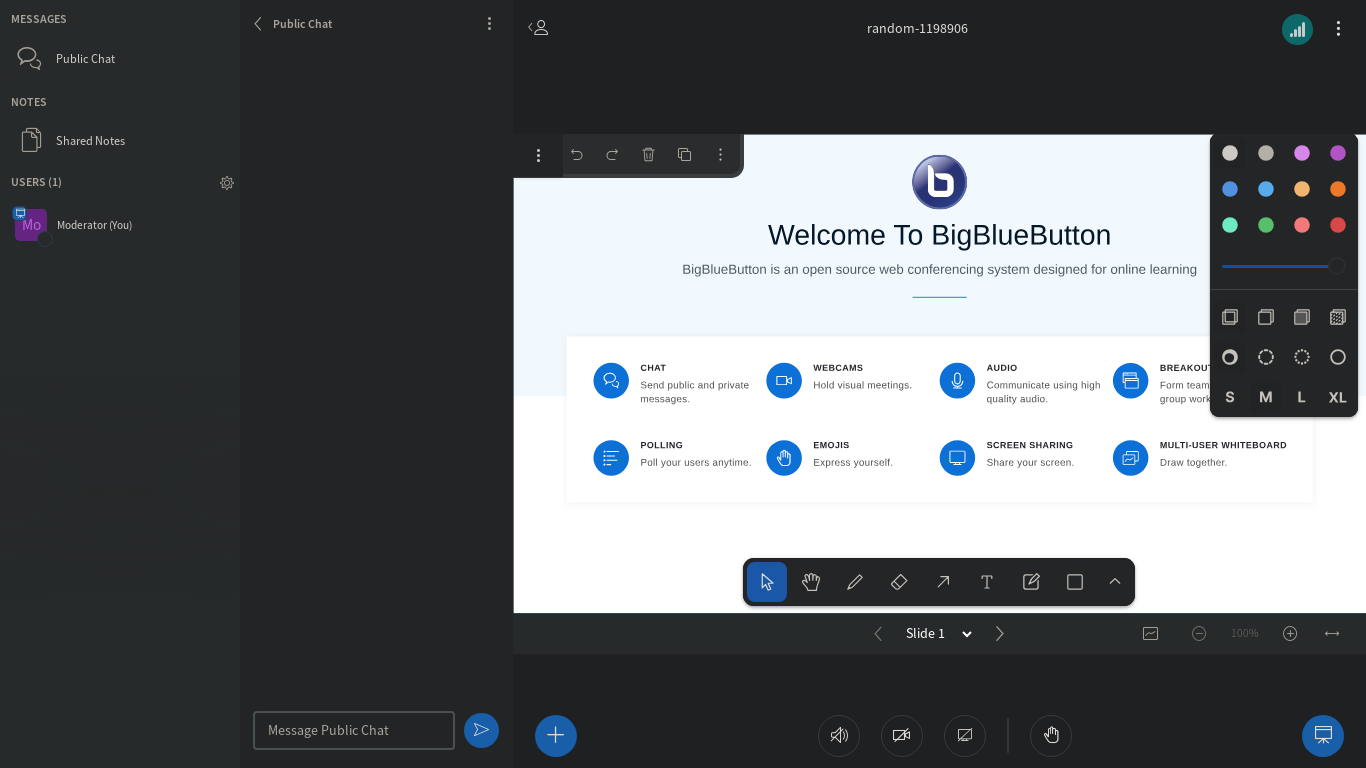 MESSAGES
Public Chat
NOTES
Shared Notes
USERS (1)
Mo
Moderator (You)
Public Chat
Message Public Chat
random-1198906
Welcome To BigBlueButton
BigBlueButton is an open source web conferencing system designed for online learning
CHAT
Send public and private
messages.
WEBCAMS
Hold visual meetings.
AUDIO
Communicate using high
quality audio.
BREAKOUT
Form team
group work
POLLING
Poll your users anytime.
EMOJIS
Express yourself.
SCREEN SHARING
Share your screen.
MULTI-USER WHITEBOARD
Draw together.
S M L XL
T
Slide 1
100%